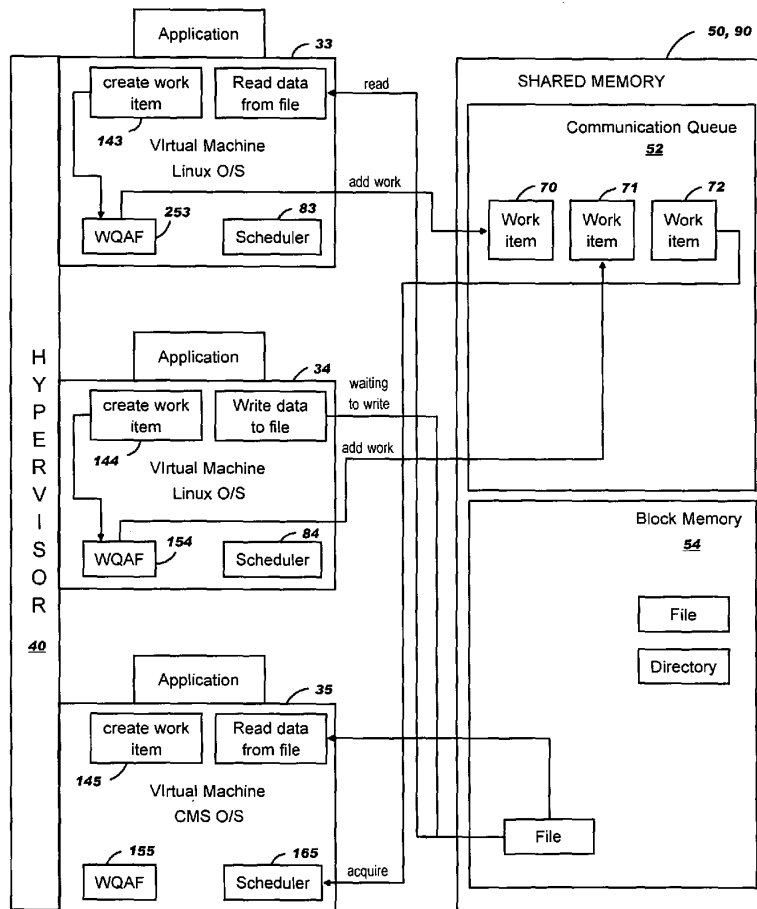 Application
33
50, 90
create work
item
Read data
from file
143
Virtual Machine
Linux O/S
WQAF
253
83
Scheduler
read
add work
SHARED MEMORY
Communication Queue
52
70
71
72
Work
item
Work
item
Work
item
HYPERVISOR
40
Application
34
create work
item
Write data
to file
144
Virtual Machine
Linux O/S
WQAF
154
84
Scheduler
waiting
to write
add work
Block Memory
54
File
Directory
File
Application
35
create work
item
Read data
from file
145
Virtual Machine
CMS O/S
155
WQAF
165
Scheduler
acquire